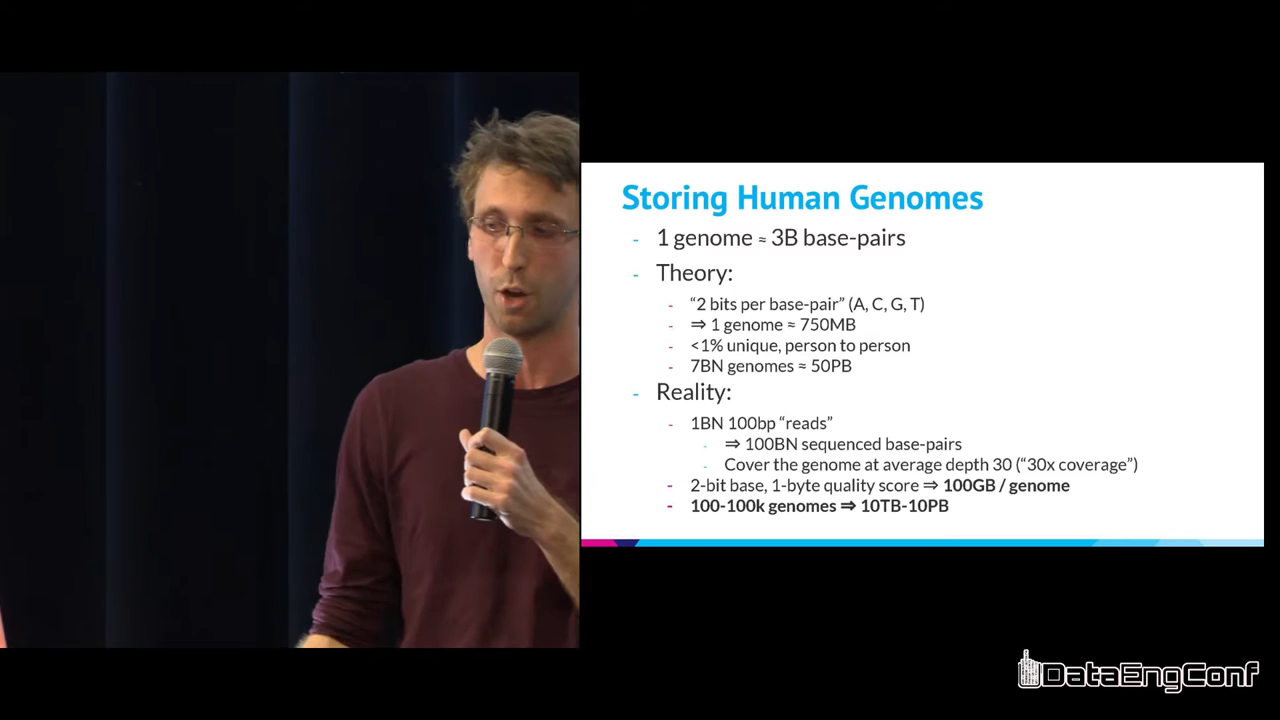 Storing Human Genomes
- 1 genome ≈ 3B base-pairs
- Theory:
- “2 bits per base-pair” (A, C, G, T)
- ⇒ 1 genome ≈ 750MB
- <1% unique, person to person
- 7BN genomes ≈ 50PB
- Reality:
- 1BN 100bp “reads”
- ⇒ 100BN sequenced base-pairs
- Cover the genome at average depth 30 (“30x coverage”)
- 2-bit base, 1-byte quality score ⇒ 100GB / genome
- 100-100k genomes ⇒ 10TB-10PB
DataEngConf